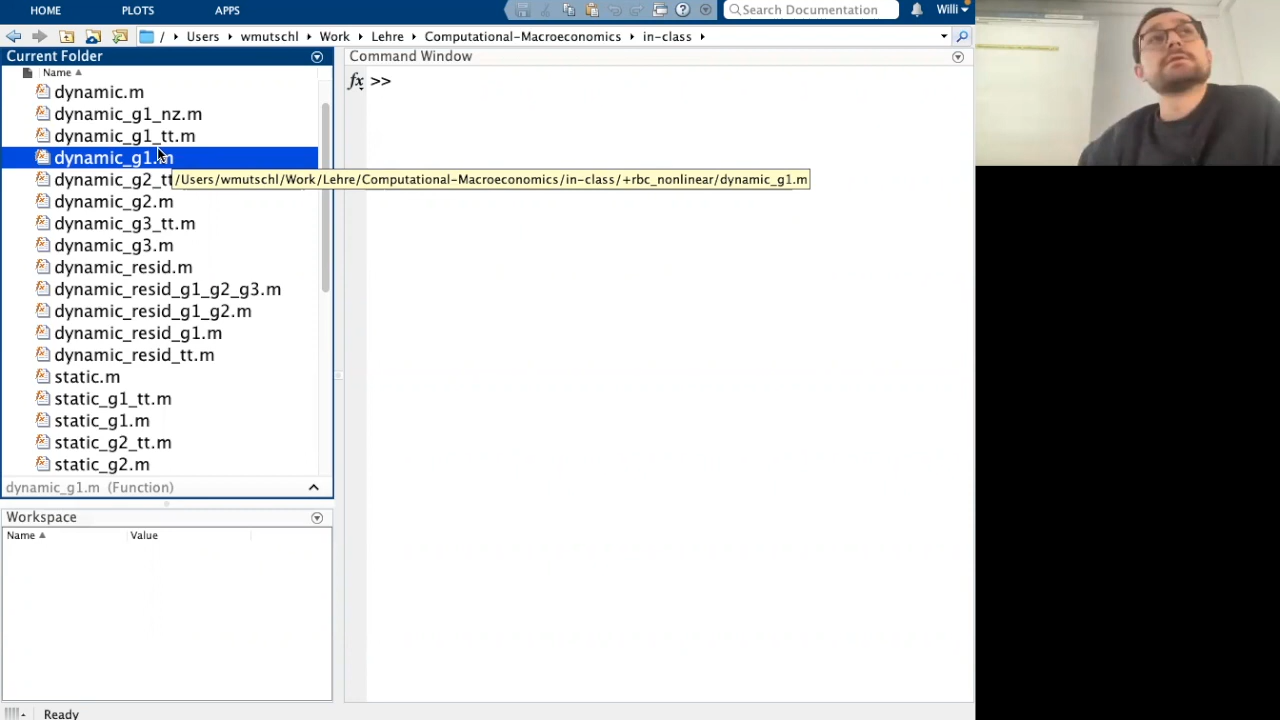 HOME PLOTS APPS
Search Documentation
Willi
/ Users wmutschl Work Lehre Computational-Macroeconomics in-class
Current Folder
Name
dynamic.m
dynamic_g1_nz.m
dynamic_g1_tt.m
dynamic_g1.m
dynamic_g2_tt
/Users/wmutschl/Work/Lehre/Computational-Macroeconomics/in-class/+rbc_nonlinear/dynamic_g1.m
dynamic_g2.m
dynamic_g3_tt.m
dynamic_g3.m
dynamic_resid.m
dynamic_resid_g1_g2_g3.m
dynamic_resid_g1_g2.m
dynamic_resid_g1.m
dynamic_resid_tt.m
static.m
static_g1_tt.m
static_g1.m
static_g2_tt.m
static_g2.m
dynamic_g1.m (Function)
Workspace
Name Value
Command Window
fx >>
Ready